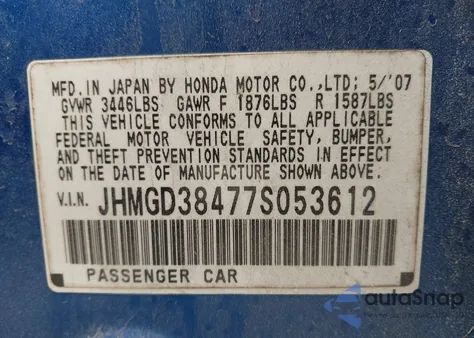 MFD. IN JAPAN BY HONDA MOTOR CO.,LTD; 5/'07
GVWR 3446LBS GAWR F 1876LBS R 1587LBS
THIS VEHICLE CONFORMS TO ALL APPLICABLE
FEDERAL MOTOR VEHICLE SAFETY, BUMPER,
AND THEFT PREVENTION STANDARDS IN EFFECT
ON THE DATE OF MANUFACTURE SHOWN ABOVE.
V.I.N. JHMGD38477S053612
PASSENGER CAR
autoSnap